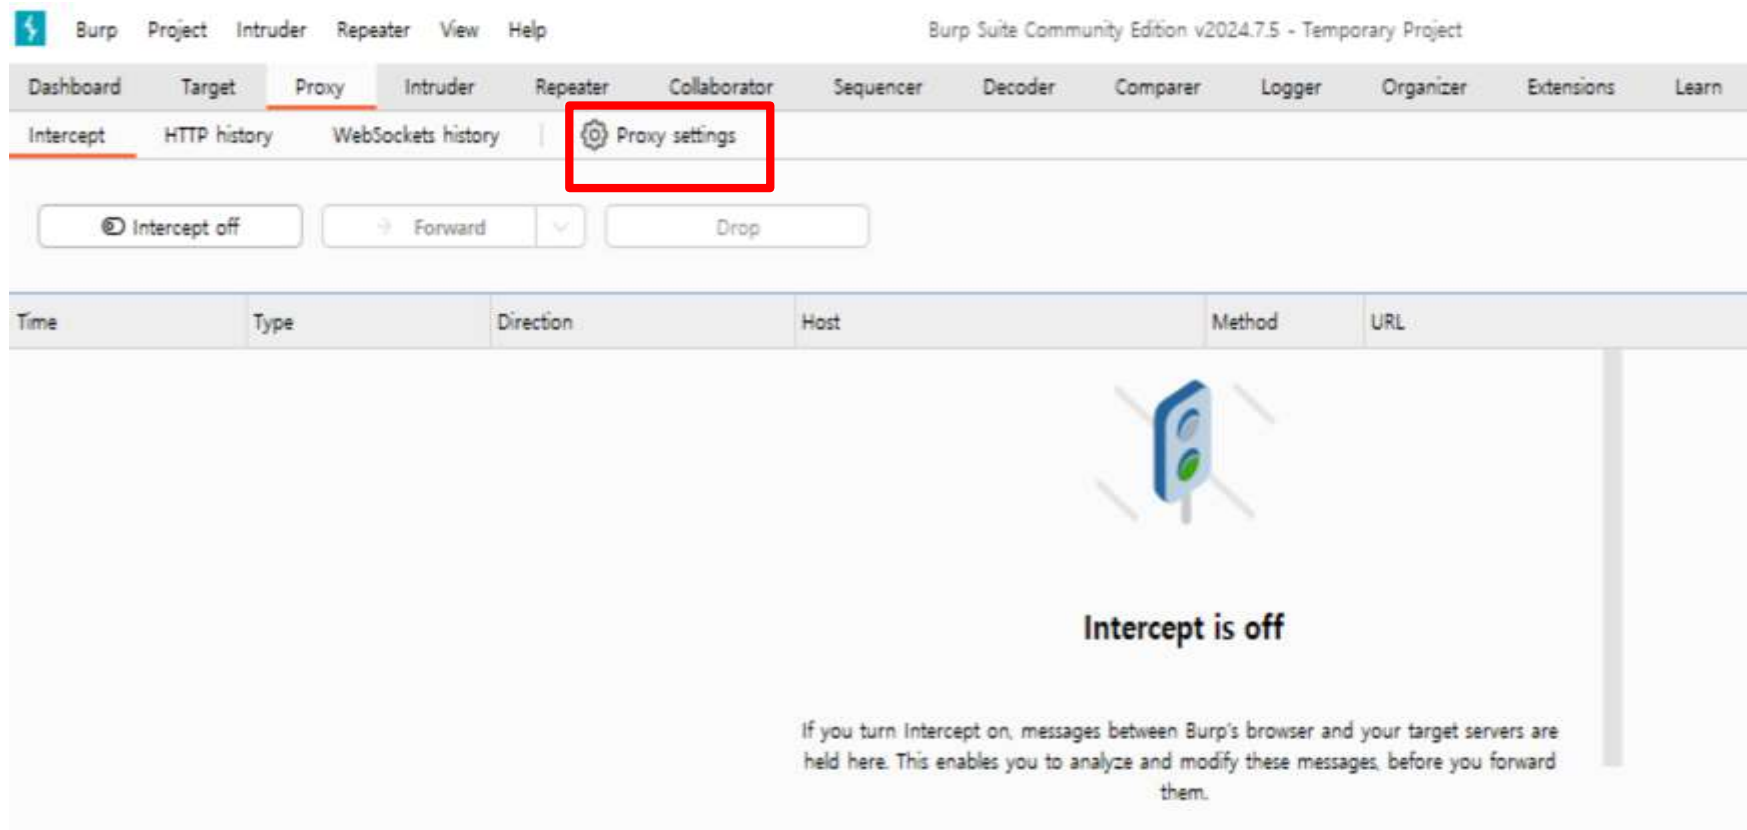 Burp Project Intruder Repeater View Help Burp Suite Community Edition v2024.7.5 - Temporary Project
Dashboard Target Proxy Intruder Repeater Collaborator Sequencer Decoder Comparer Logger Organizer Extensions Learn
Intercept HTTP history WebSockets history Proxy settings
Intercept off Forward Drop
Time Type Direction Host Method URL
Intercept is off
If you turn Intercept on, messages between Burp's browser and your target servers are
held here. This enables you to analyze and modify these messages, before you forward
them.